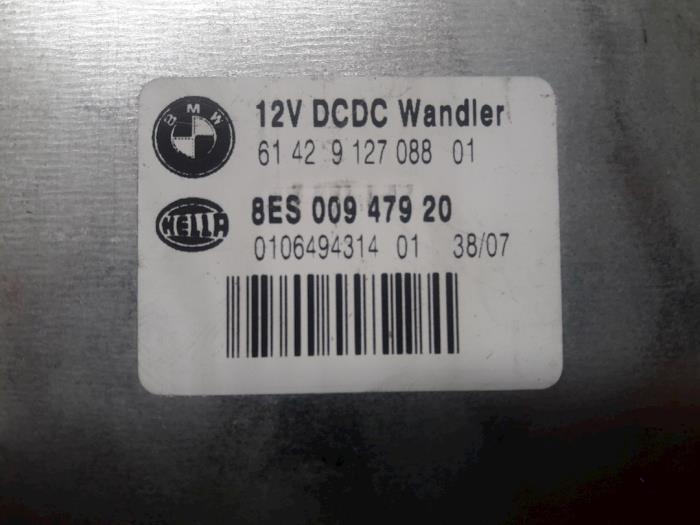 BMW
12V DCDC Wandler
61 42 9 127 088 01
HELLA
8ES 009 479 20
0106494314 01 38/07